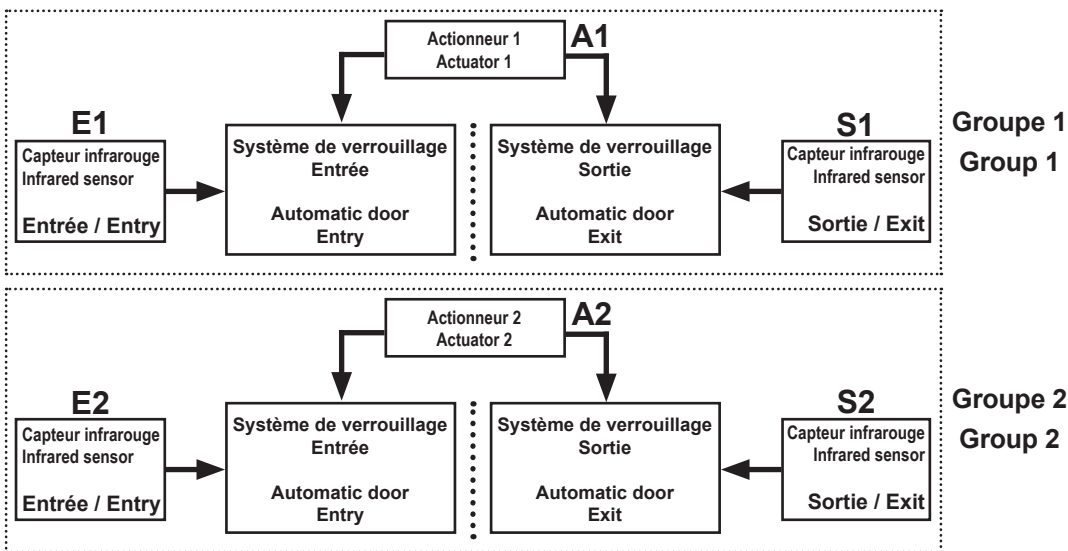 Actionneur 1
Actuator 1
A1
E1
Capteur infrarouge
Infrared sensor
Entrée / Entry
Système de verrouillage
Entrée
Automatic door
Entry
Système de verrouillage
Sortie
Automatic door
Exit
S1
Capteur infrarouge
Infrared sensor
Sortie / Exit
Groupe 1
Group 1
Actionneur 2
Actuator 2
A2
E2
Capteur infrarouge
Infrared sensor
Entrée / Entry
Système de verrouillage
Entrée
Automatic door
Entry
Système de verrouillage
Sortie
Automatic door
Exit
S2
Capteur infrarouge
Infrared sensor
Sortie / Exit
Groupe 2
Group 2